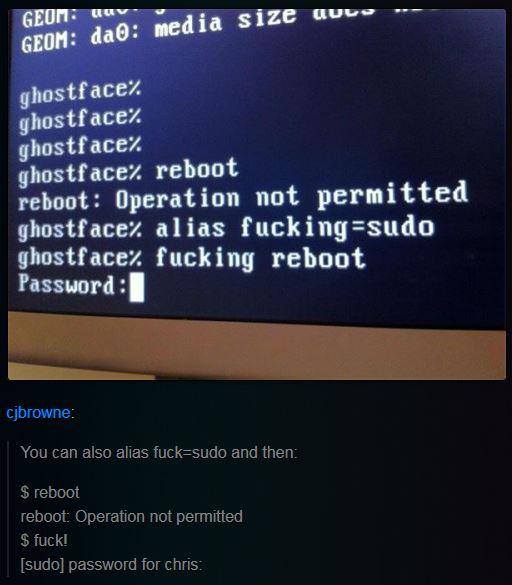 GEOM:
GEOM: da0: media size does
ghostface%
ghostface%
ghostface%
ghostface% reboot
reboot: Operation not permitted
ghostface% alias fucking=sudo
ghostface% fucking reboot
Password:
cjbrowne:
You can also alias fuck=sudo and then:
$ reboot
reboot: Operation not permitted
$ fuck!
[sudo] password for chris: